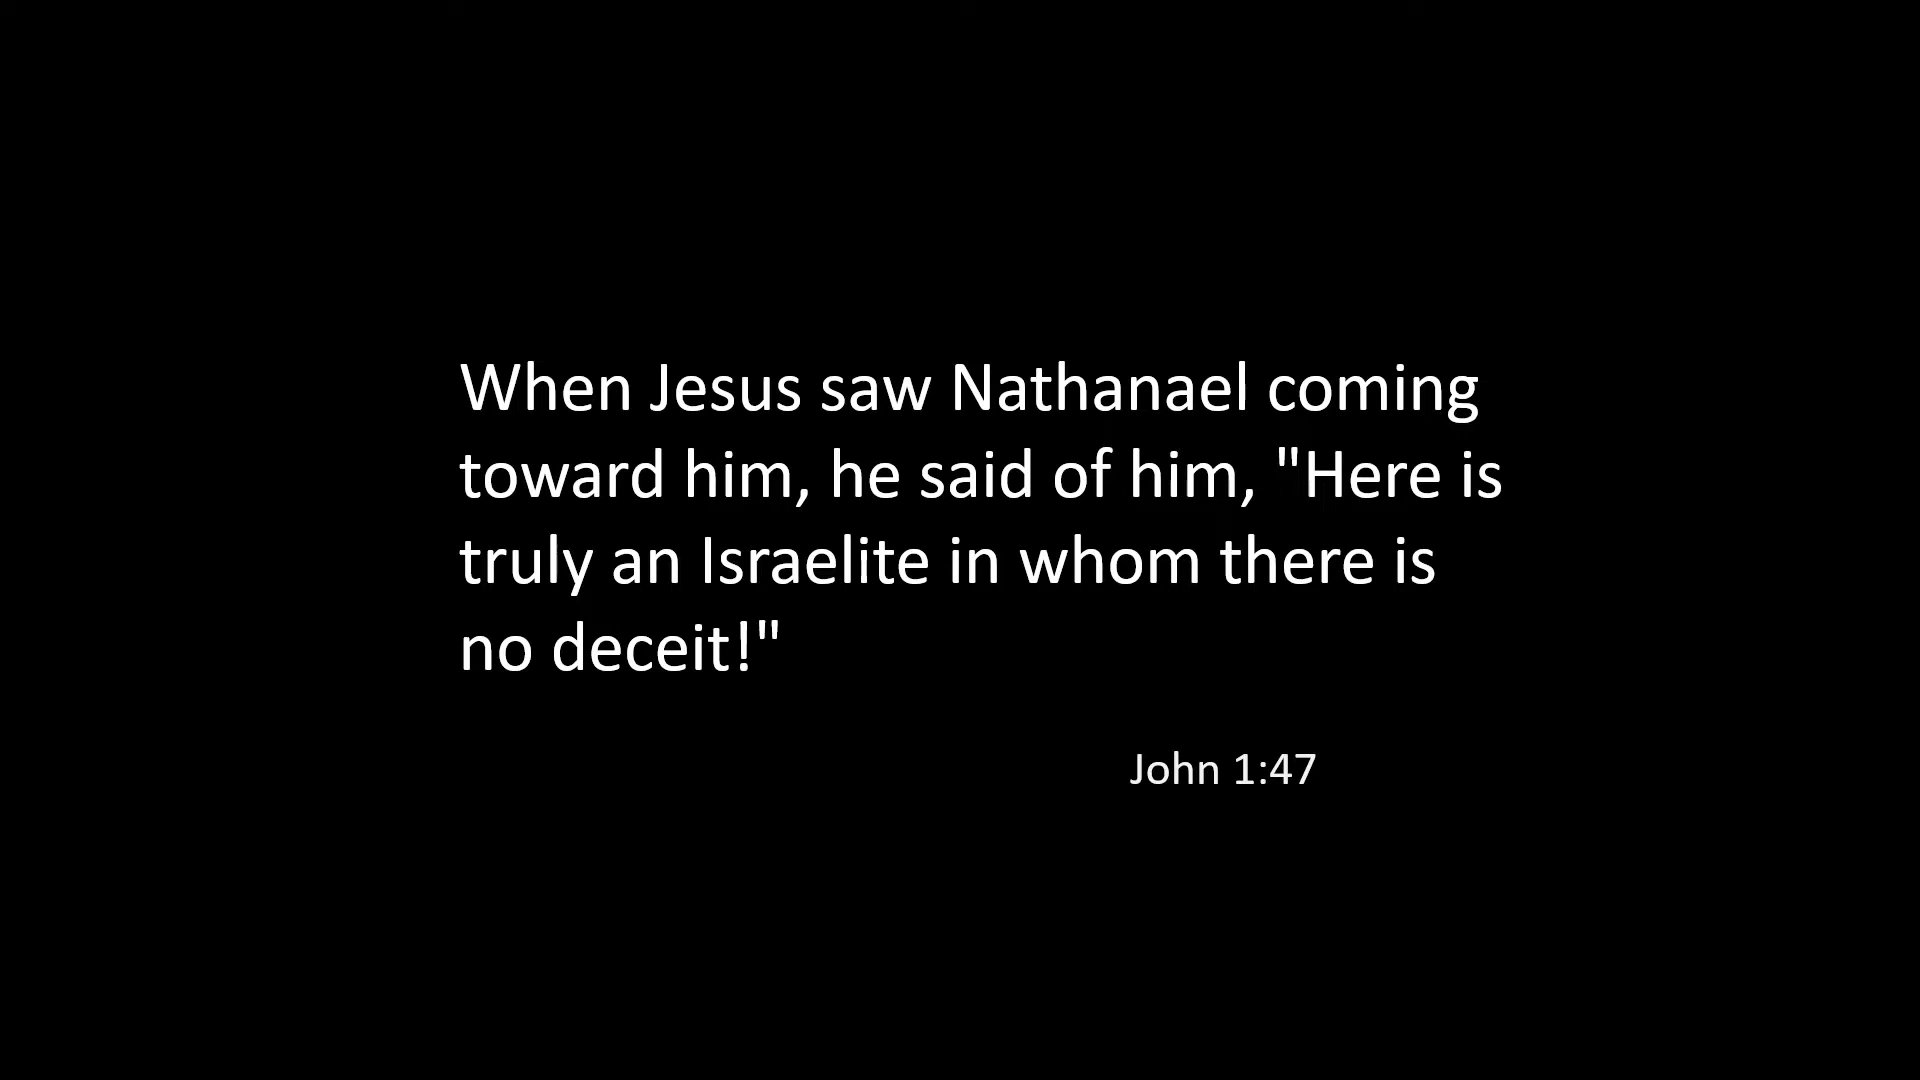 When Jesus saw Nathanael coming
toward him, he said of him, "Here is
truly an Israelite in whom there is
no deceit!"
John 1:47